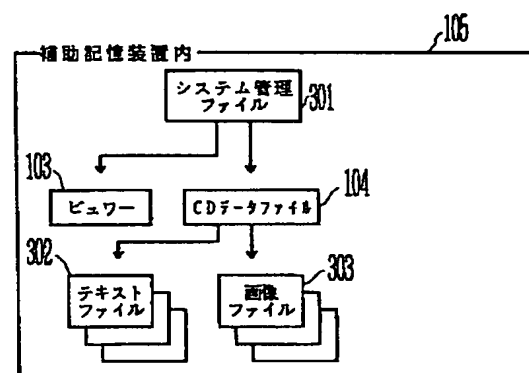 105
補助記憶装置内
システム管理
ファイル
301
103
ビュワー
CDデータファイル
104
302
テキスト
ファイル
画像
ファイル
303